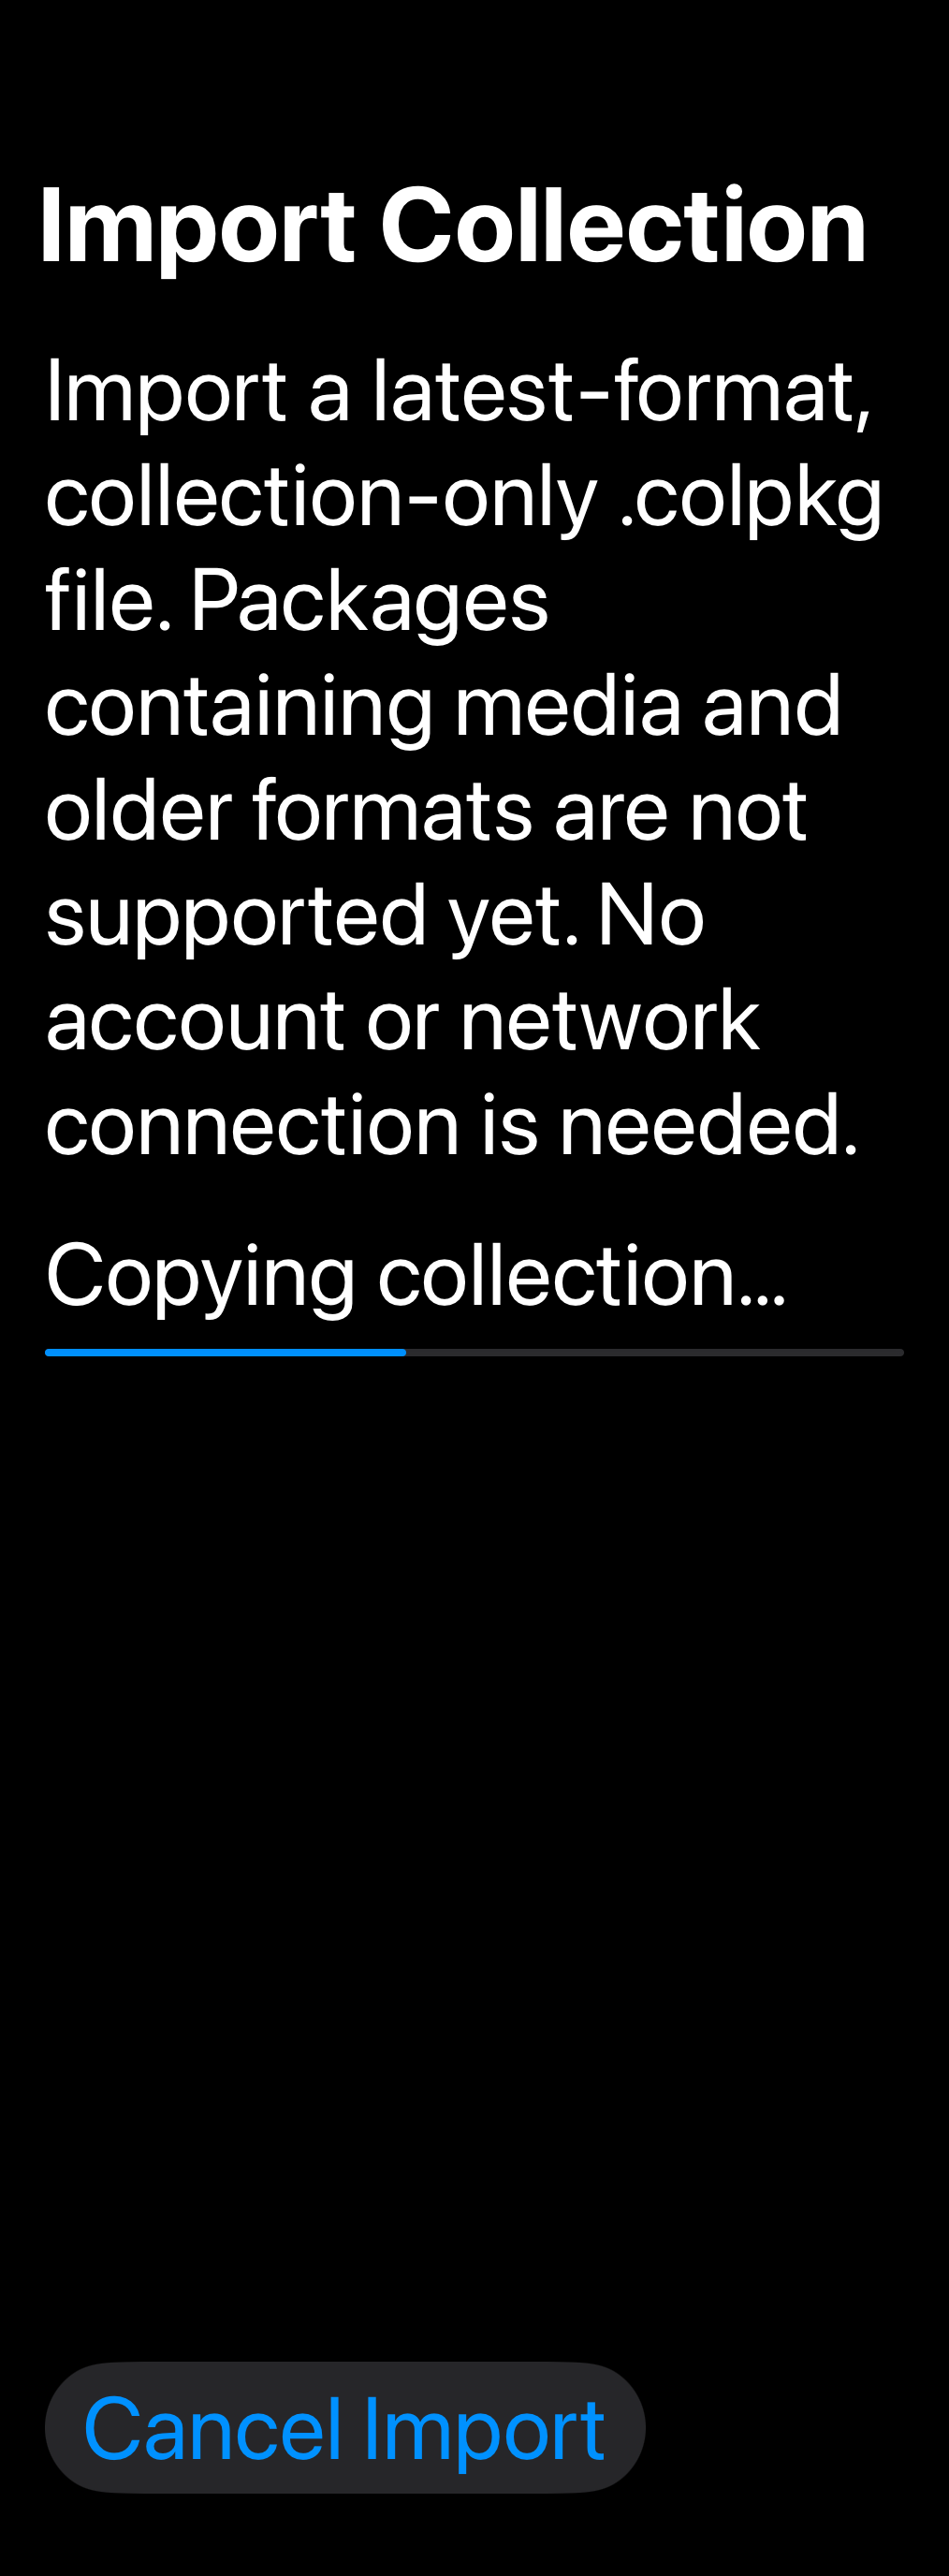 Import Collection
Import a latest-format,
collection-only .colpkg
file. Packages
containing media and
older formats are not
supported yet. No
account or network
connection is needed.
Copying collection...
Cancel Import